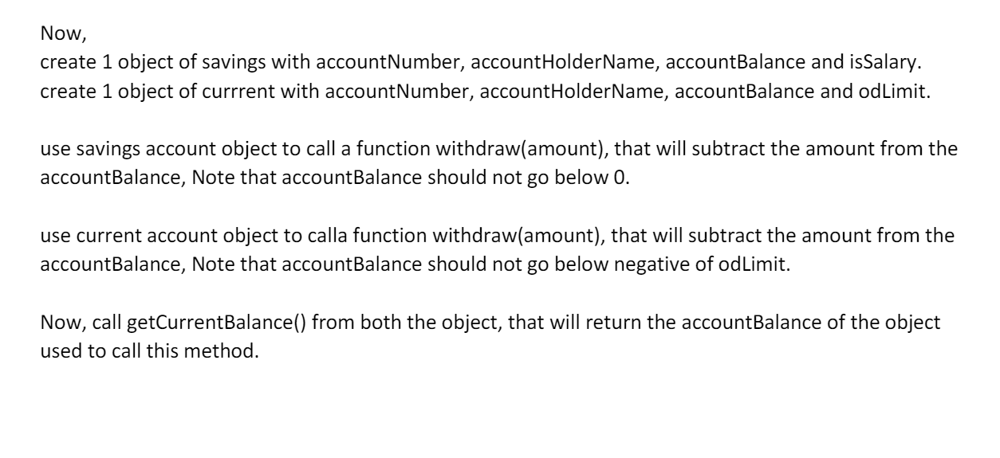 Now,
create 1 object of savings with accountNumber, accountHolderName, accountBalance and isSalary.
create 1 object of currrent with accountNumber, accountHolderName, accountBalance and odLimit.
use savings account object to call a function withdraw(amount), that will subtract the amount from the
accountBalance, Note that accountBalance should not go below 0.
use current account object to calla function withdraw(amount), that will subtract the amount from the
accountBalance, Note that accountBalance should not go below negative of odLimit.
Now, call getCurrentBalance() from both the object, that will return the accountBalance of the object
used to call this method.